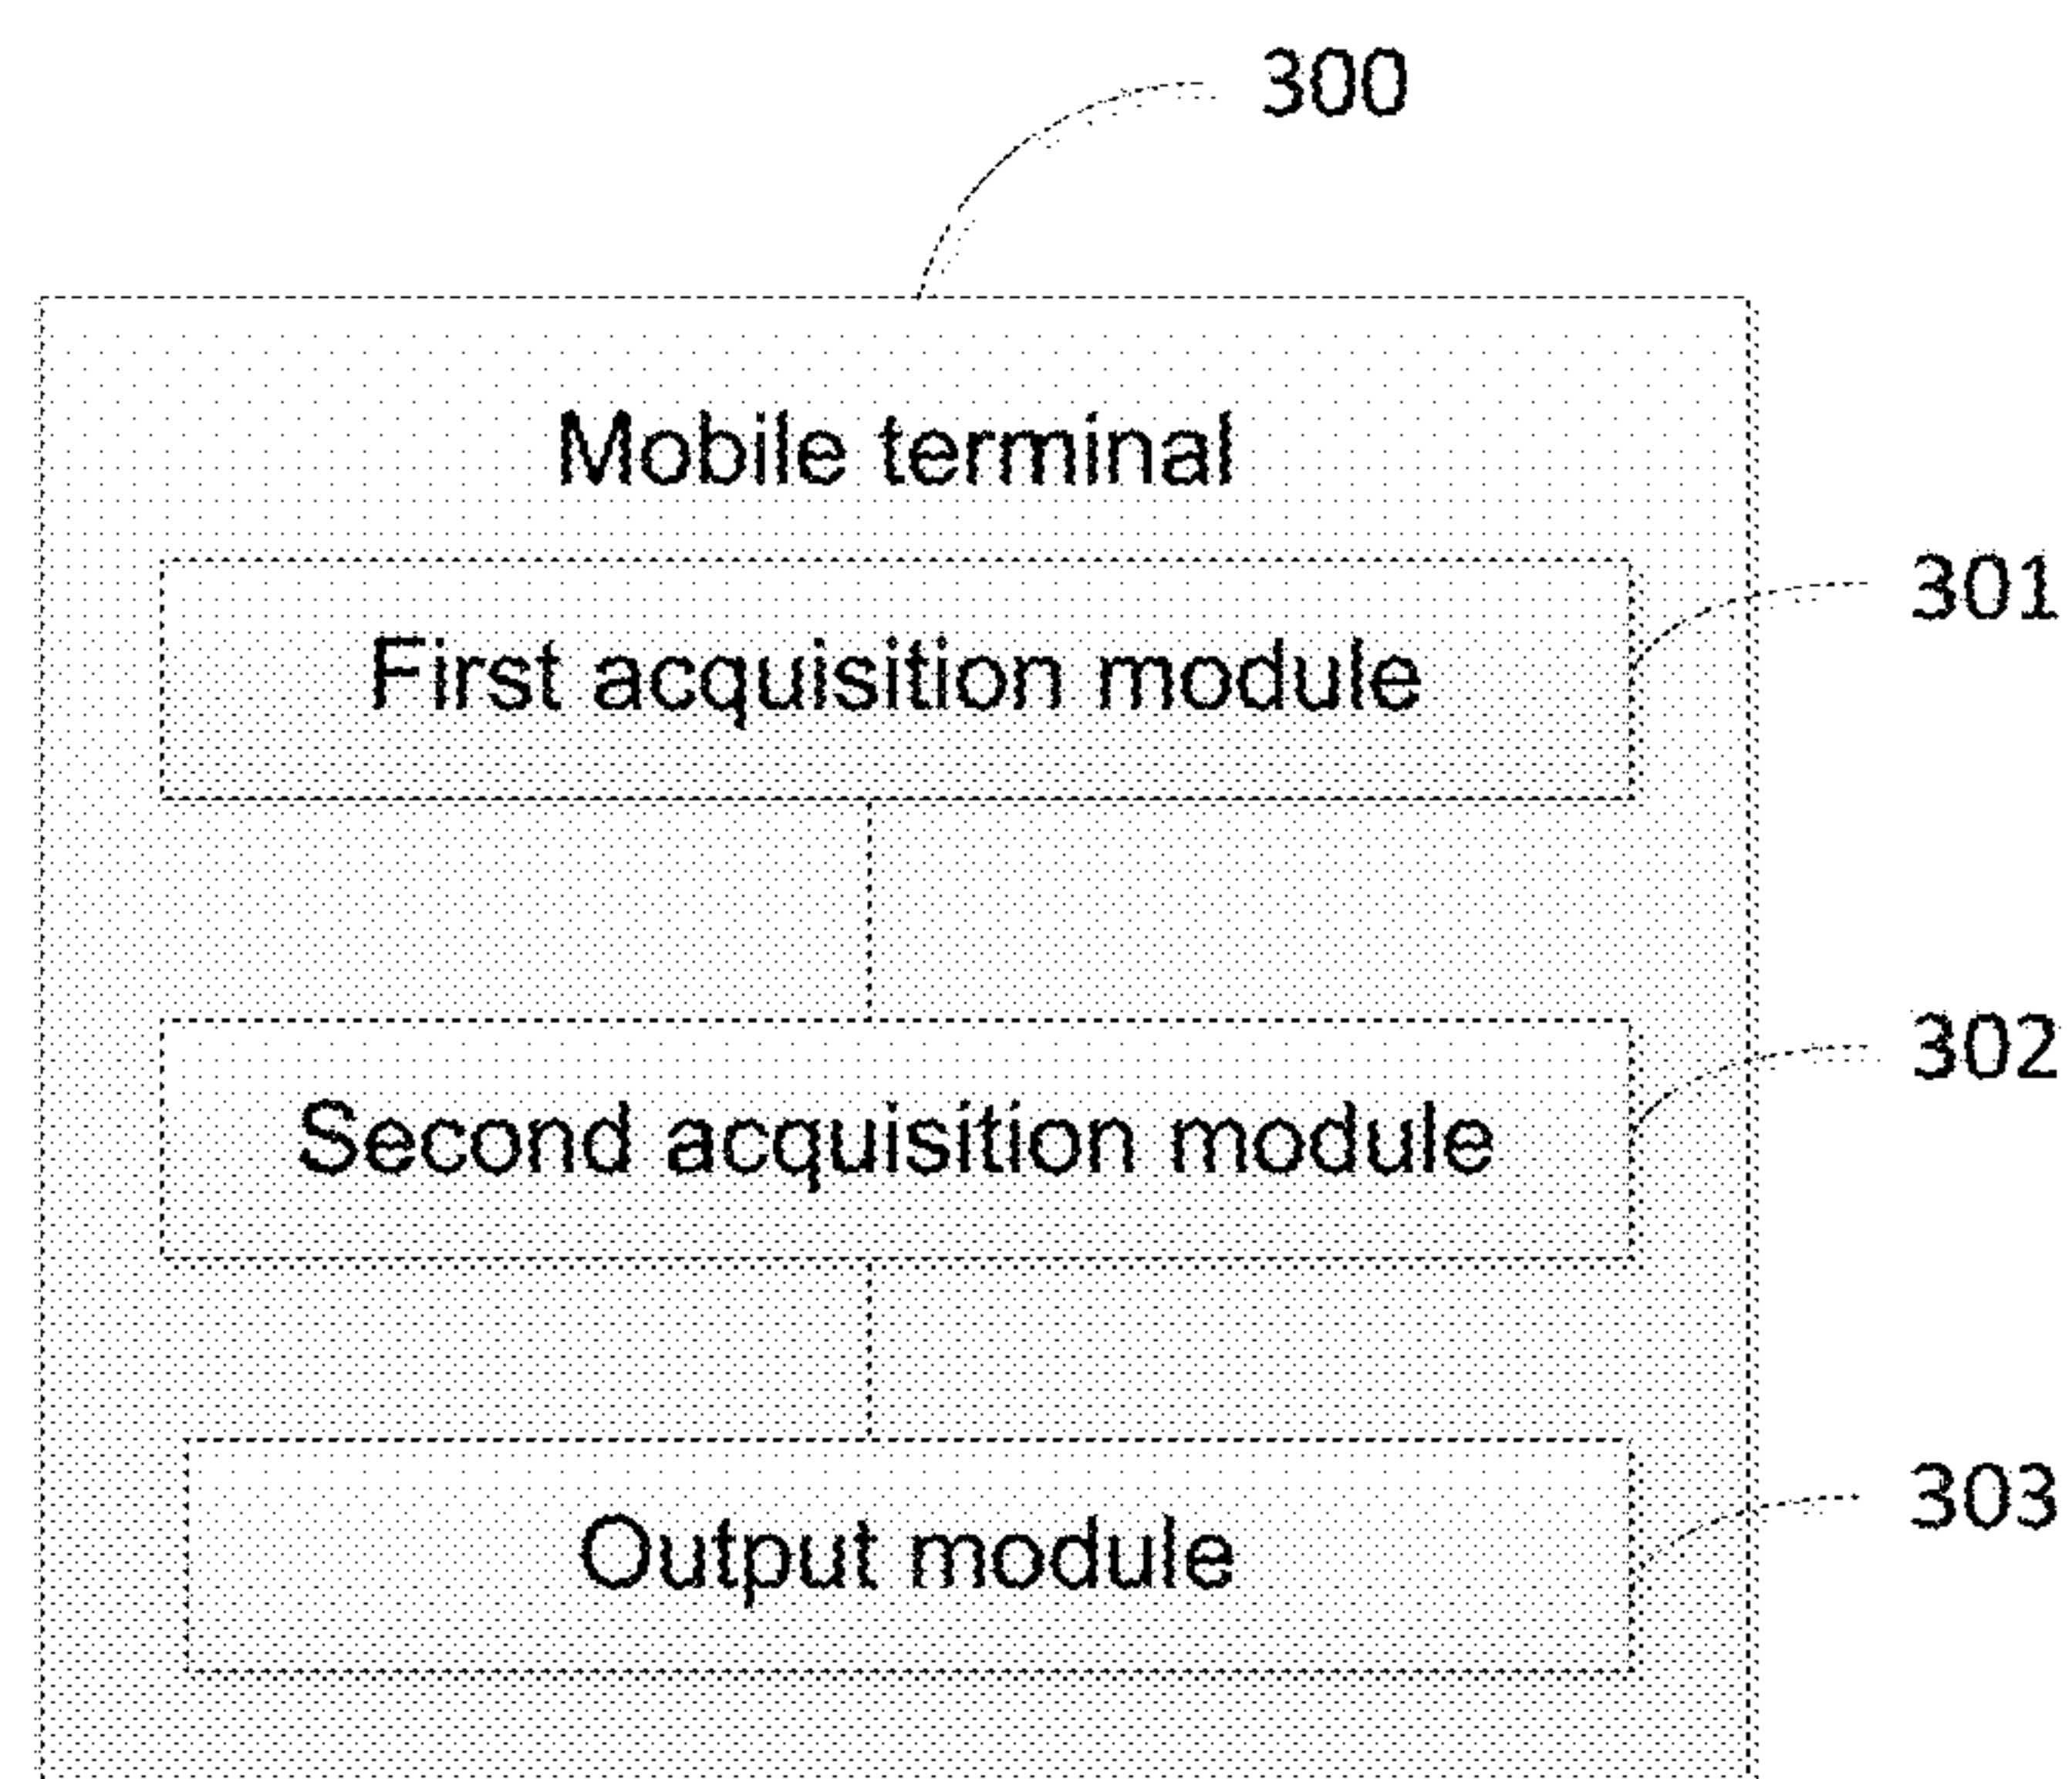 300
Mobile terminal
301
First acquisition module
302
Second acquisition module
303
Output module